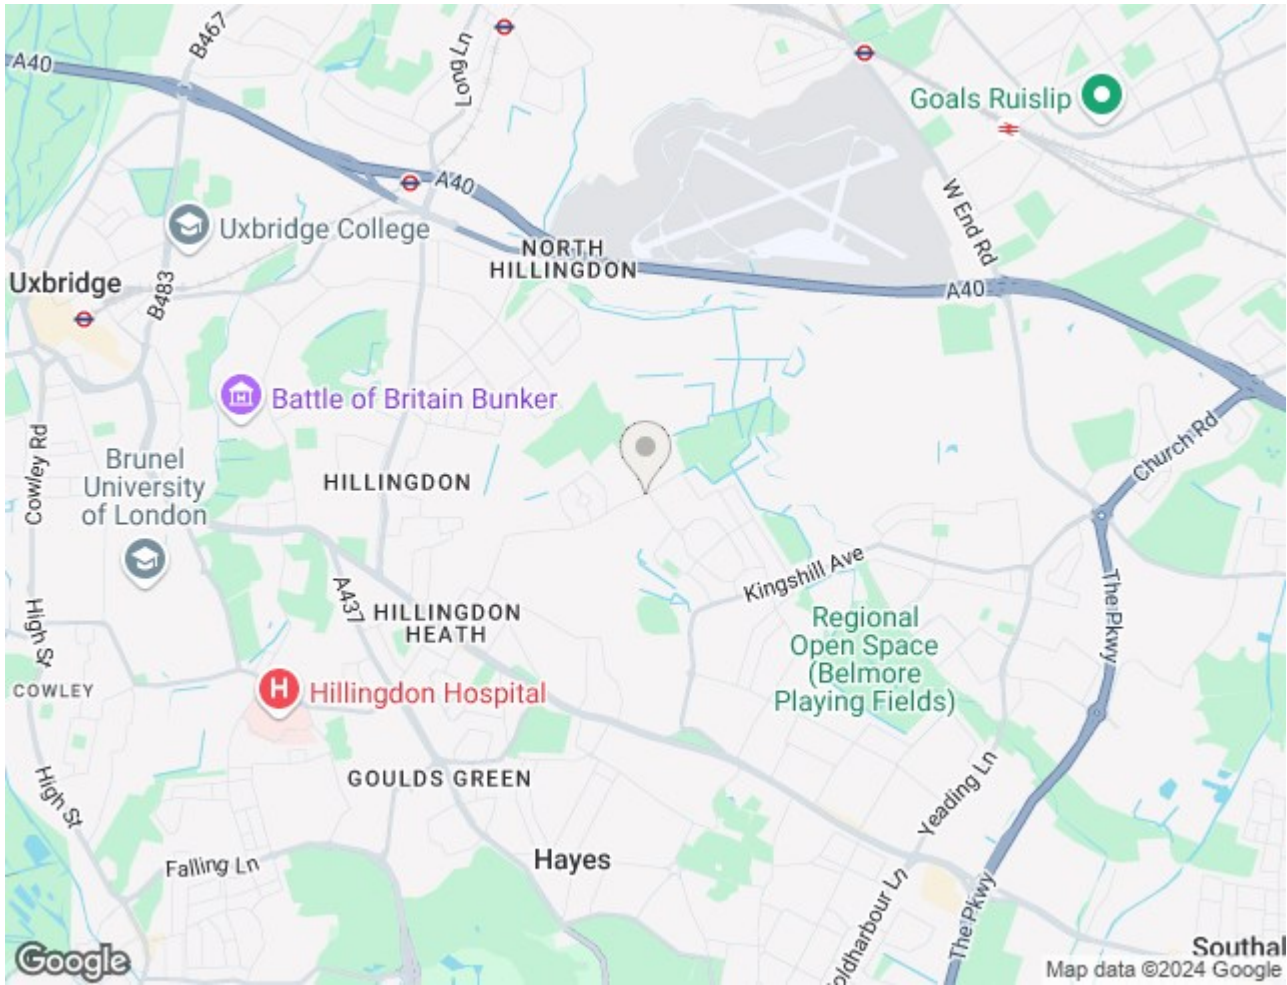 B467
A40
Long Ln
Goals Ruislip
A40
W End Rd
Uxbridge College
NORTH
HILLINGDON
Uxbridge
B483
A40
Battle of Britain Bunker
Church Rd
Cowley Rd
Brunel
University
of London
HILLINGDON
Kingshill Ave
The Pkwy
A437
HILLINGDON
HEATH
High St
Regional
Open Space
(Belmore
Playing Fields)
COWLEY
H
Hillingdon Hospital
GOULDS GREEN
High St
Yeading Ln
Falling Ln
Hayes
oldharbour Ln
The Pkwy
Southal
Google
Map data ©2024 Google